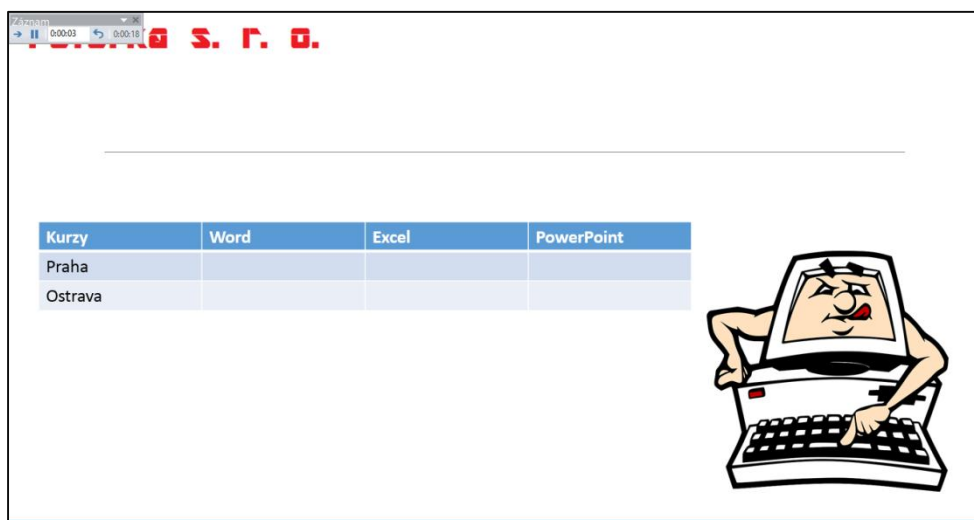 Záznam
0:00:03 0:00:18
s. r. o.
Kurzy Word Excel PowerPoint
Praha
Ostrava